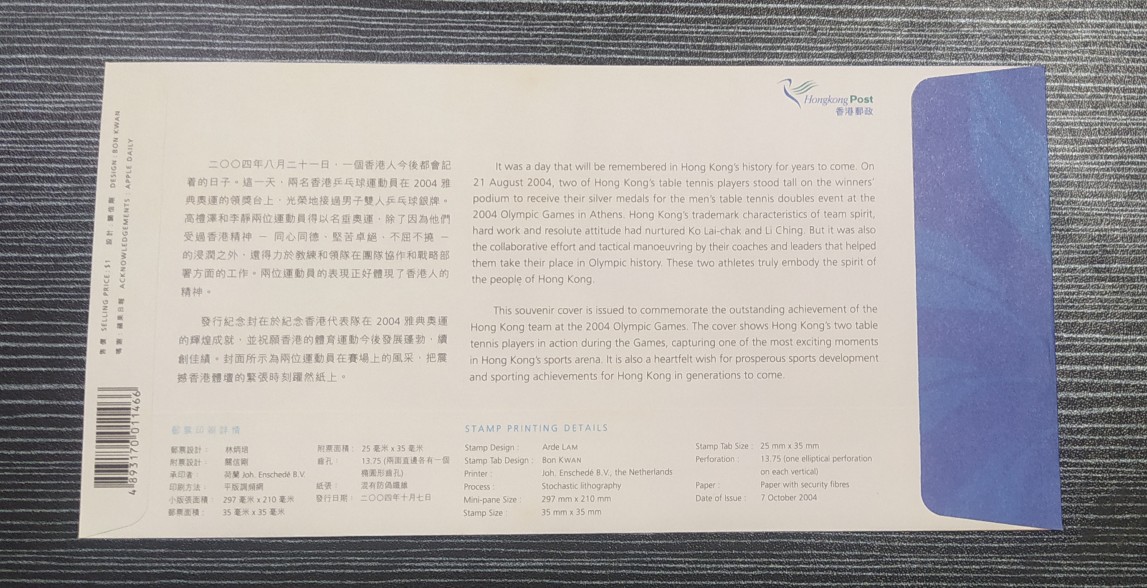 Hongkong Post
香港郵政
二〇〇四年八月二十一日，一個香港人今後都會記
着的日子。這一天，兩名香港乒乓球運動員在 2004 雅
典奧運的領獎台上，光榮地接過男子雙人乒乓球銀牌。
高禮澤和李靜兩位運動員得以名垂奧運，除了因為他們
受過香港精神 － 同心同德、堅苦卓絕，不屈不撓 －
的浸潤之外，還得力於教練和領隊在團隊協作和戰略部
署方面的工作。兩位運動員的表現正好體現了香港人的
精神。
發行紀念封在於紀念香港代表隊在 2004 雅典奧運
的輝煌成就，並祝願香港的體育運動今後發展蓬勃，續
創佳績。封面所示為兩位運動員在賽場上的風采，把震
撼香港體壇的緊張時刻躍然紙上。
It was a day that will be remembered in Hong Kong's history for years to come. On
21 August 2004, two of Hong Kong's table tennis players stood tall on the winners'
podium to receive their silver medals for the men's table tennis doubles event at the
2004 Olympic Games in Athens. Hong Kong's trademark characteristics of team spirit,
hard work and resolute attitude had nurtured Ko Lai-chak and Li Ching. But it was also
the collaborative effort and tactical manoeuvring by their coaches and leaders that helped
them take their place in Olympic history. These two athletes truly embody the spirit of
the people of Hong Kong.
This souvenir cover is issued to commemorate the outstanding achievement of the
Hong Kong team at the 2004 Olympic Games. The cover shows Hong Kong's two table
tennis players in action during the Games, capturing one of the most exciting moments
in Hong Kong's sports arena. It is also a heartfelt wish for prosperous sports development
and sporting achievements for Hong Kong in generations to come.
郵票印刷詳情
郵票設計： 林炳培
附票設計： 關信剛
承印者： 荷蘭 Joh. Enschedé B.V.
印刷方法： 平版調頻網
小版張面積： 297 毫米 x 210 毫米
郵票面積： 35 毫米 x 35 毫米
附票面積： 25 毫米 x 35 毫米
齒孔： 13.75 (兩面直邊各有一個
橢圓形齒孔)
紙張： 混有防偽纖維
發行日期： 二〇〇四年十月七日
STAMP PRINTING DETAILS
Stamp Design : Arde LAM
Stamp Tab Design : Bon KWAN
Printer : Joh. Enschedé B.V., the Netherlands
Process : Stochastic lithography
Mini-pane Size : 297 mm x 210 mm
Stamp Size : 35 mm x 35 mm
Stamp Tab Size : 25 mm x 35 mm
Perforation : 13.75 (one elliptical perforation
on each vertical)
Paper : Paper with security fibres
Date of Issue : 7 October 2004
售價 SELLING PRICE : $1 設計：關信剛 DESIGN : BON KWAN
鳴謝：蘋果日報 ACKNOWLEDGEMENTS : APPLE DAILY
4 893170 011466